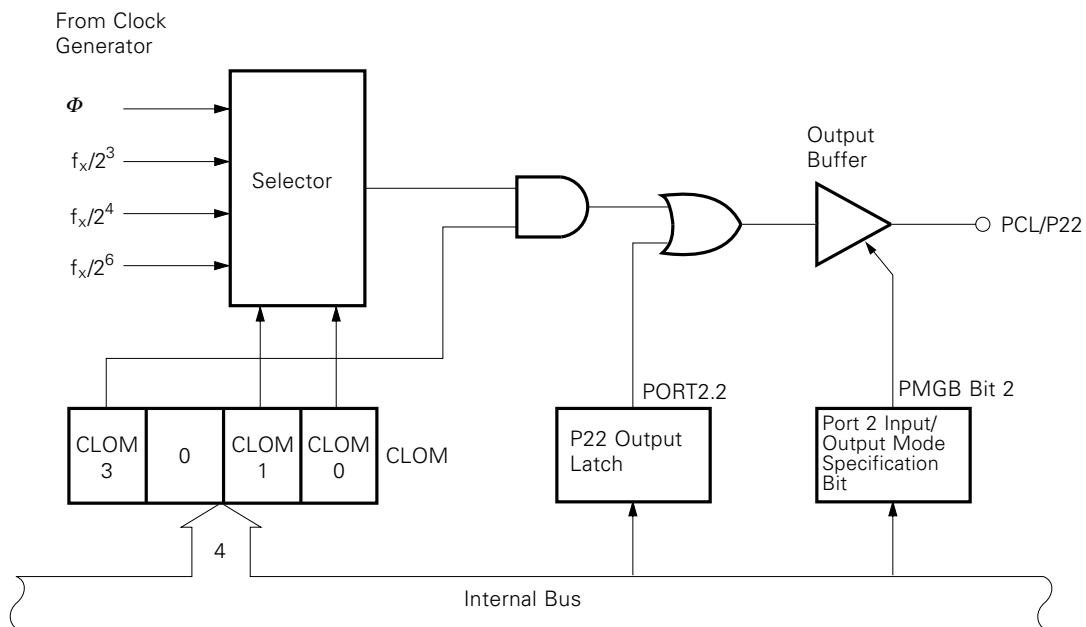 From Clock
Generator
Φ
fx/2³
fx/2⁴
fx/2⁶
Selector
Output
Buffer
PCL/P22
PORT2.2
PMGB Bit 2
CLOM
3
0
CLOM
1
CLOM
0
CLOM
P22 Output
Latch
Port 2 Input/
Output Mode
Specification
Bit
4
Internal Bus